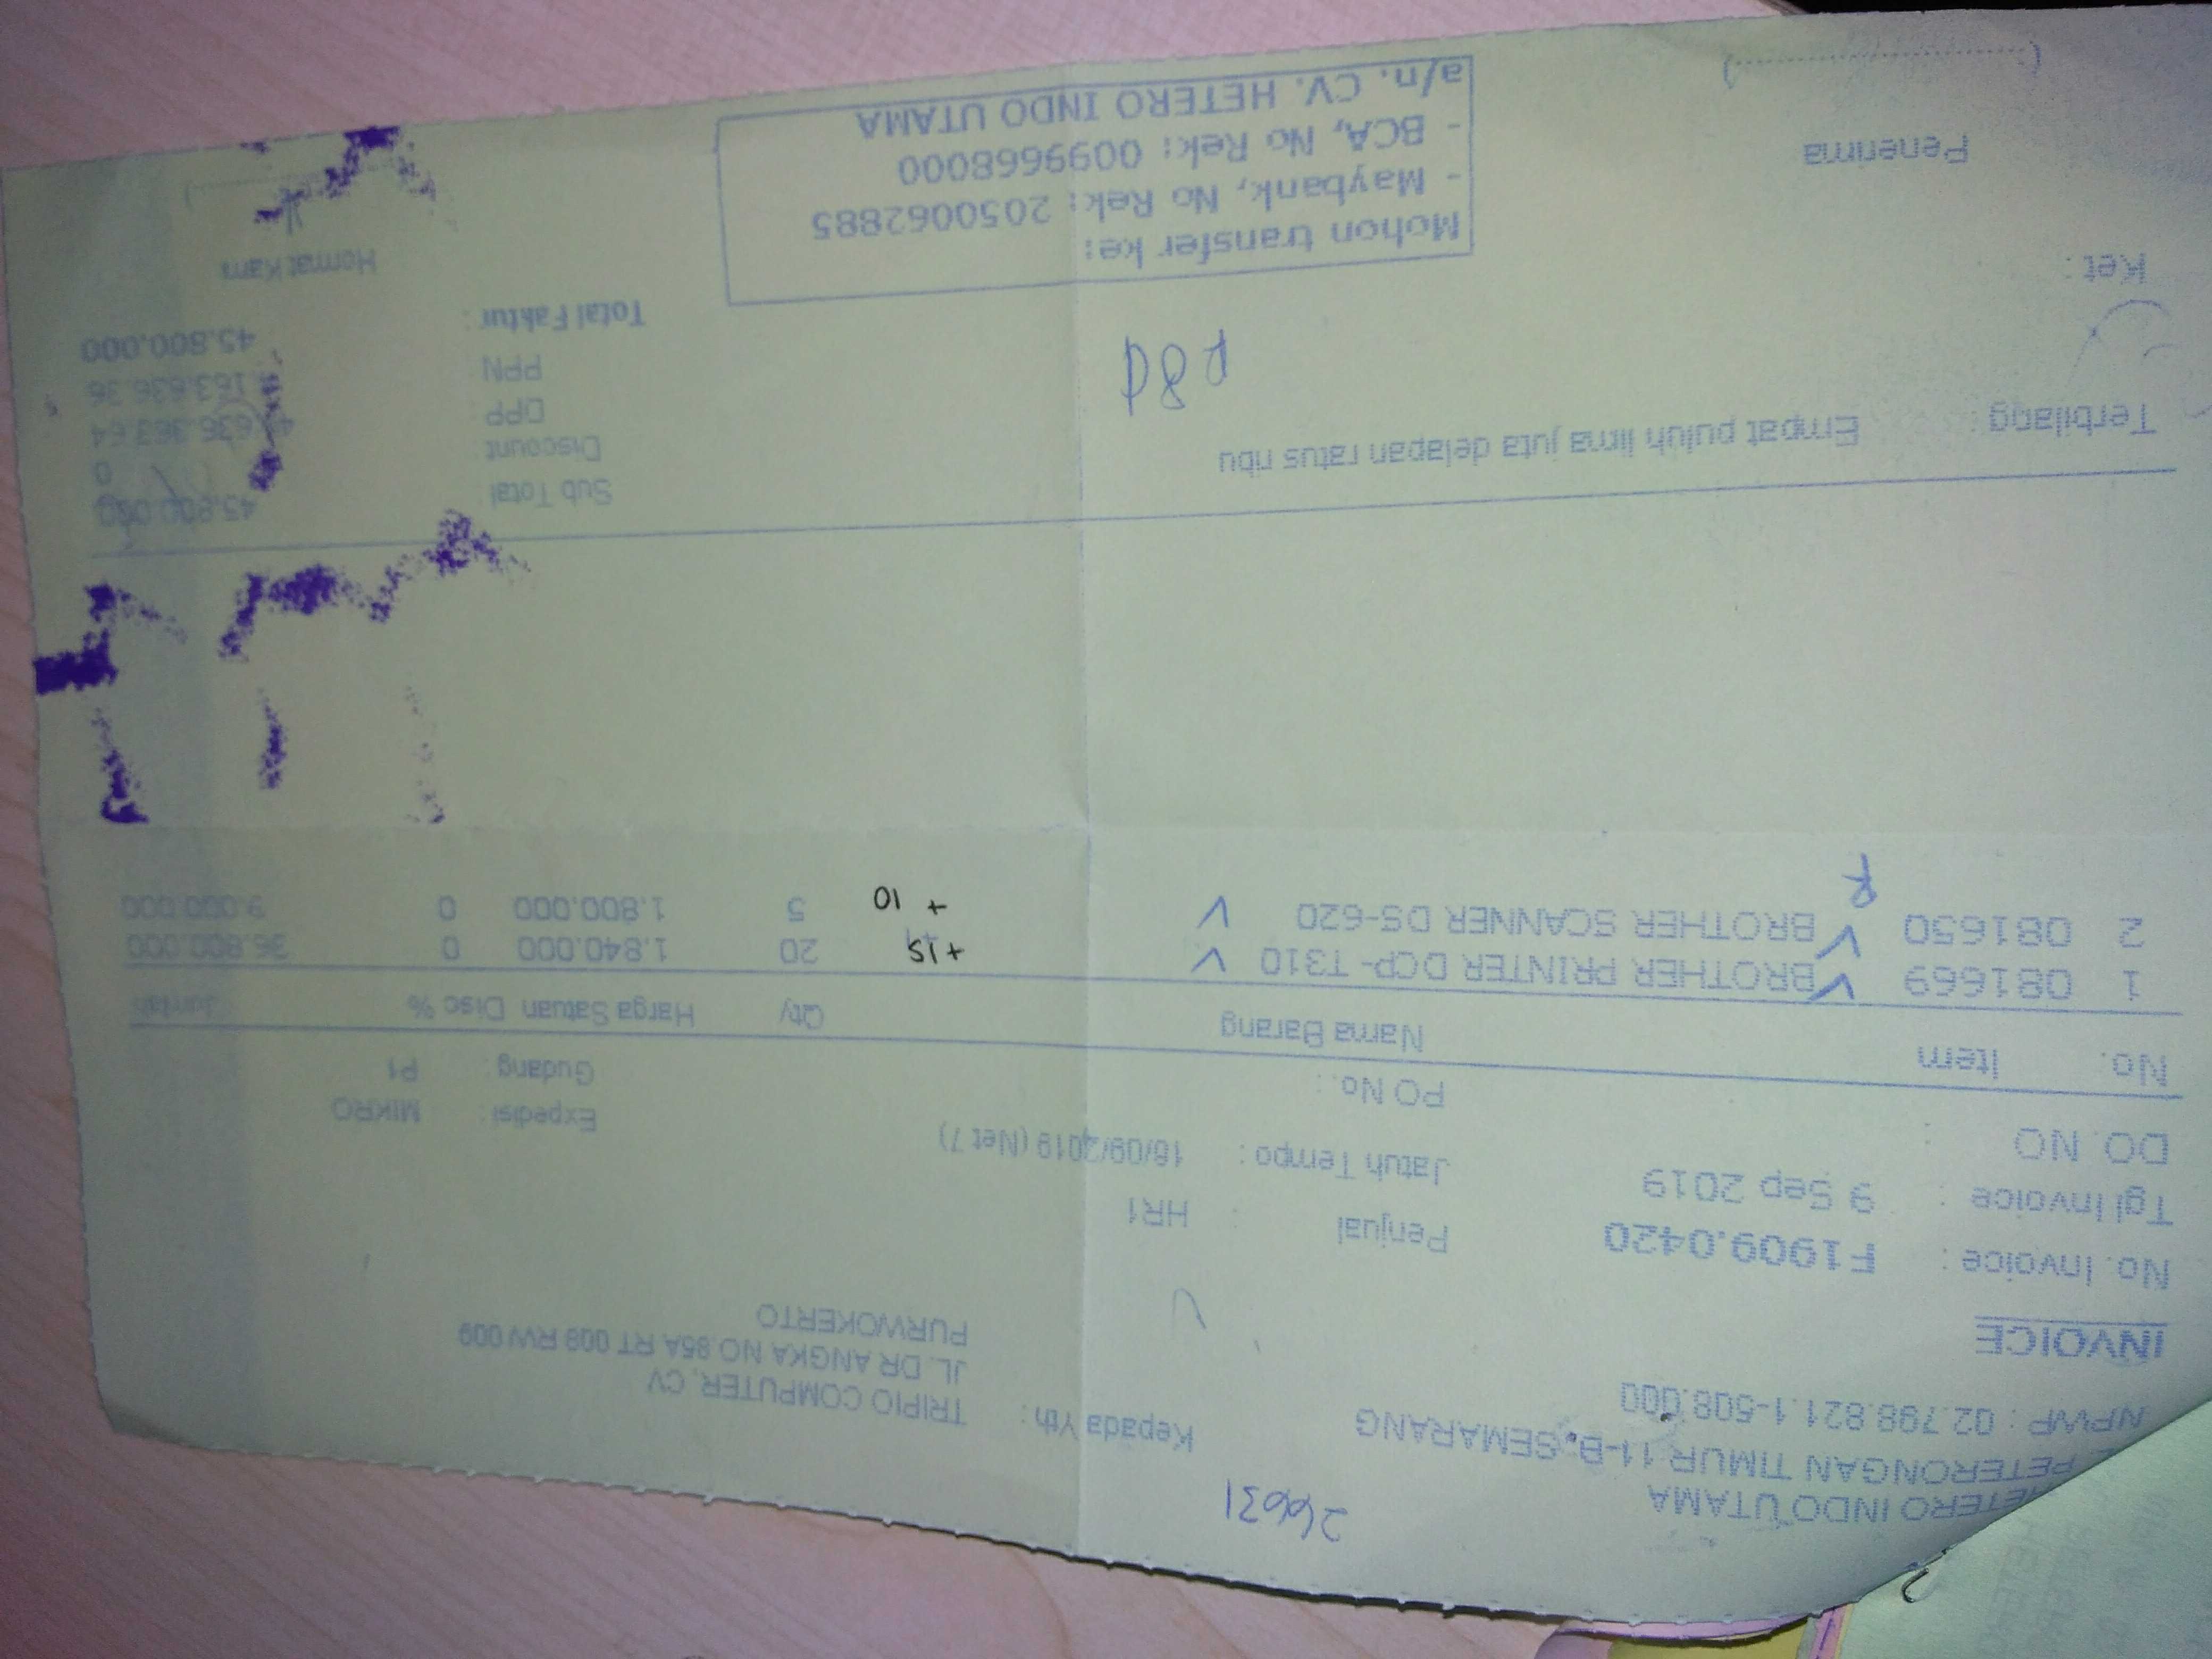 HETERO INDO UTAMA
PETERONGAN TIMUR 11-B, SEMARANG
NPWP : 02.798.821.1-508.000
26631
Kepada Yth : TRIPIO COMPUTER, CV
JL. DR ANGKA NO.85A RT 008 RW 009
PURWOKERTO
INVOICE
No. Invoice : F1909.0420 Penjual : HR1
Tgl Invoice : 9 Sep 2019 Jatuh Tempo : 16/09/2019 (Net 7) Expedisi : MIKRO
DO. NO : PO No. : Gudang : P1
No. Item Nama Barang Qty Harga Satuan Disc % Jumlah
1 081669 BROTHER PRINTER DCP-T310 +15 20 1.840.000 0 36.800.000
2 081650 BROTHER SCANNER DS-620 + 10 5 1.800.000 0 9.000.000
Terbilang : Empat puluh lima juta delapan ratus ribu
Sub Total 45.800.000
Discount : 0
DPP 41.636.363,64
PPN 4.163.636,36
Total Faktur : 45.800.000
Ket :
Mohon transfer ke:
- Maybank, No Rek: 2050062885
- BCA, No Rek: 0099668000
a/n. CV. HETERO INDO UTAMA
Penerima
Hormat Kami
(....................)